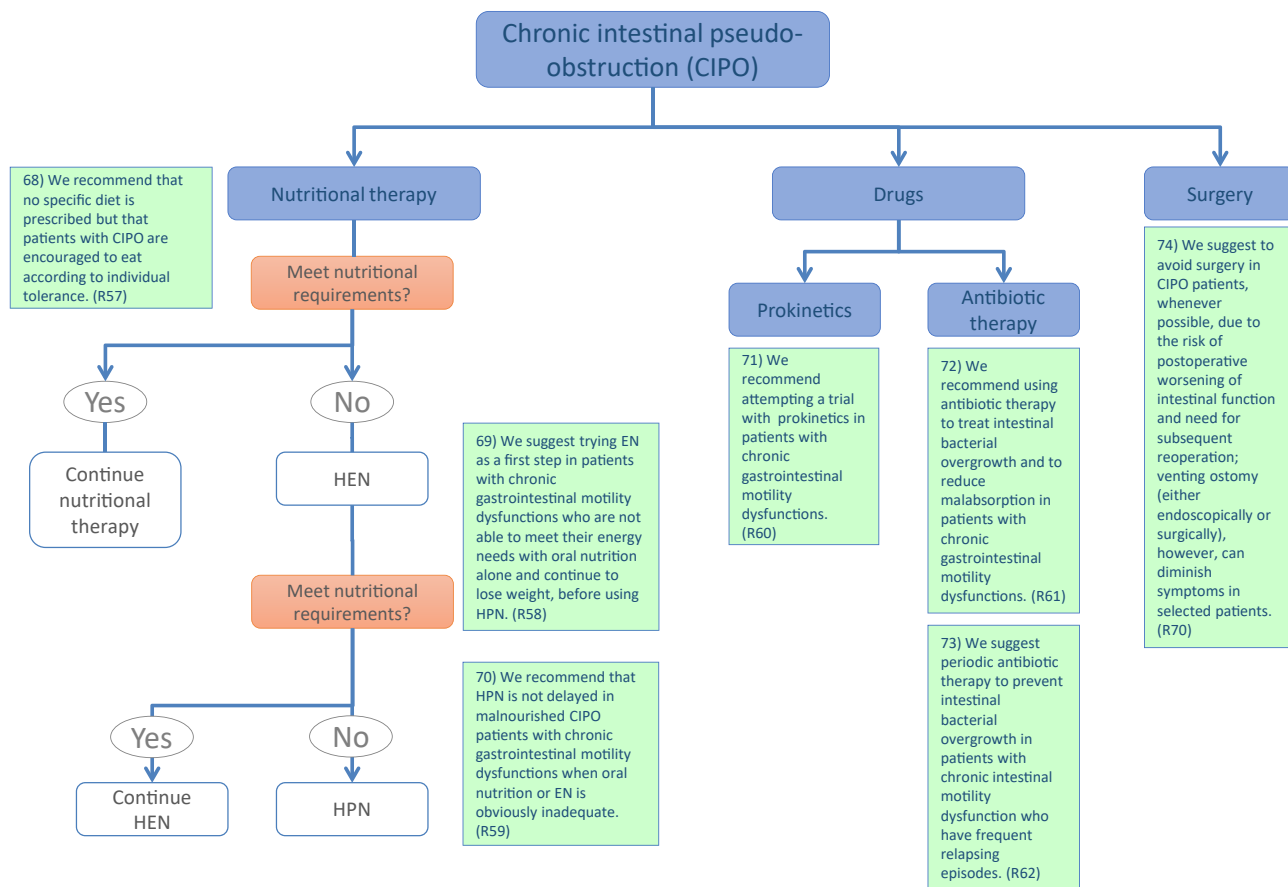 Chronic intestinal pseudo-
obstruction (CIPO)
68) We recommend that
no specific diet is
prescribed but that
patients with CIPO are
encouraged to eat
according to individual
tolerance. (R57)
Nutritional therapy
Meet nutritional
requirements?
Yes
No
Continue
nutritional
therapy
HEN
69) We suggest trying EN
as a first step in patients
with chronic
gastrointestinal motility
dysfunctions who are not
able to meet their energy
needs with oral nutrition
alone and continue to
lose weight, before using
HPN. (R58)
Meet nutritional
requirements?
Yes
No
Continue
HEN
HPN
70) We recommend that
HPN is not delayed in
malnourished CIPO
patients with chronic
gastrointestinal motility
dysfunctions when oral
nutrition or EN is
obviously inadequate.
(R59)
Drugs
Prokinetics
71) We
recommend
attempting a trial
with prokinetics in
patients with
chronic
gastrointestinal
motility
dysfunctions.
(R60)
Antibiotic
therapy
72) We
recommend using
antibiotic therapy
to treat intestinal
bacterial
overgrowth and to
reduce
malabsorption in
patients with
chronic
gastrointestinal
motility
dysfunctions. (R61)
73) We suggest
periodic antibiotic
therapy to prevent
intestinal
bacterial
overgrowth in
patients with
chronic intestinal
motility
dysfunction who
have frequent
relapsing
episodes. (R62)
Surgery
74) We suggest to
avoid surgery in
CIPO patients,
whenever
possible, due to
the risk of
postoperative
worsening of
intestinal function
and need for
subsequent
reoperation;
venting ostomy
(either
endoscopically or
surgically),
however, can
diminish
symptoms in
selected patients.
(R70)